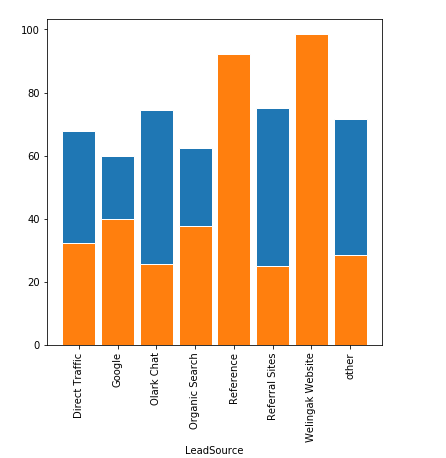 100
80
60
40
20
0
Direct Traffic
Google
Olark Chat
Organic Search
Reference
Referral Sites
Welingak Website
other
LeadSource